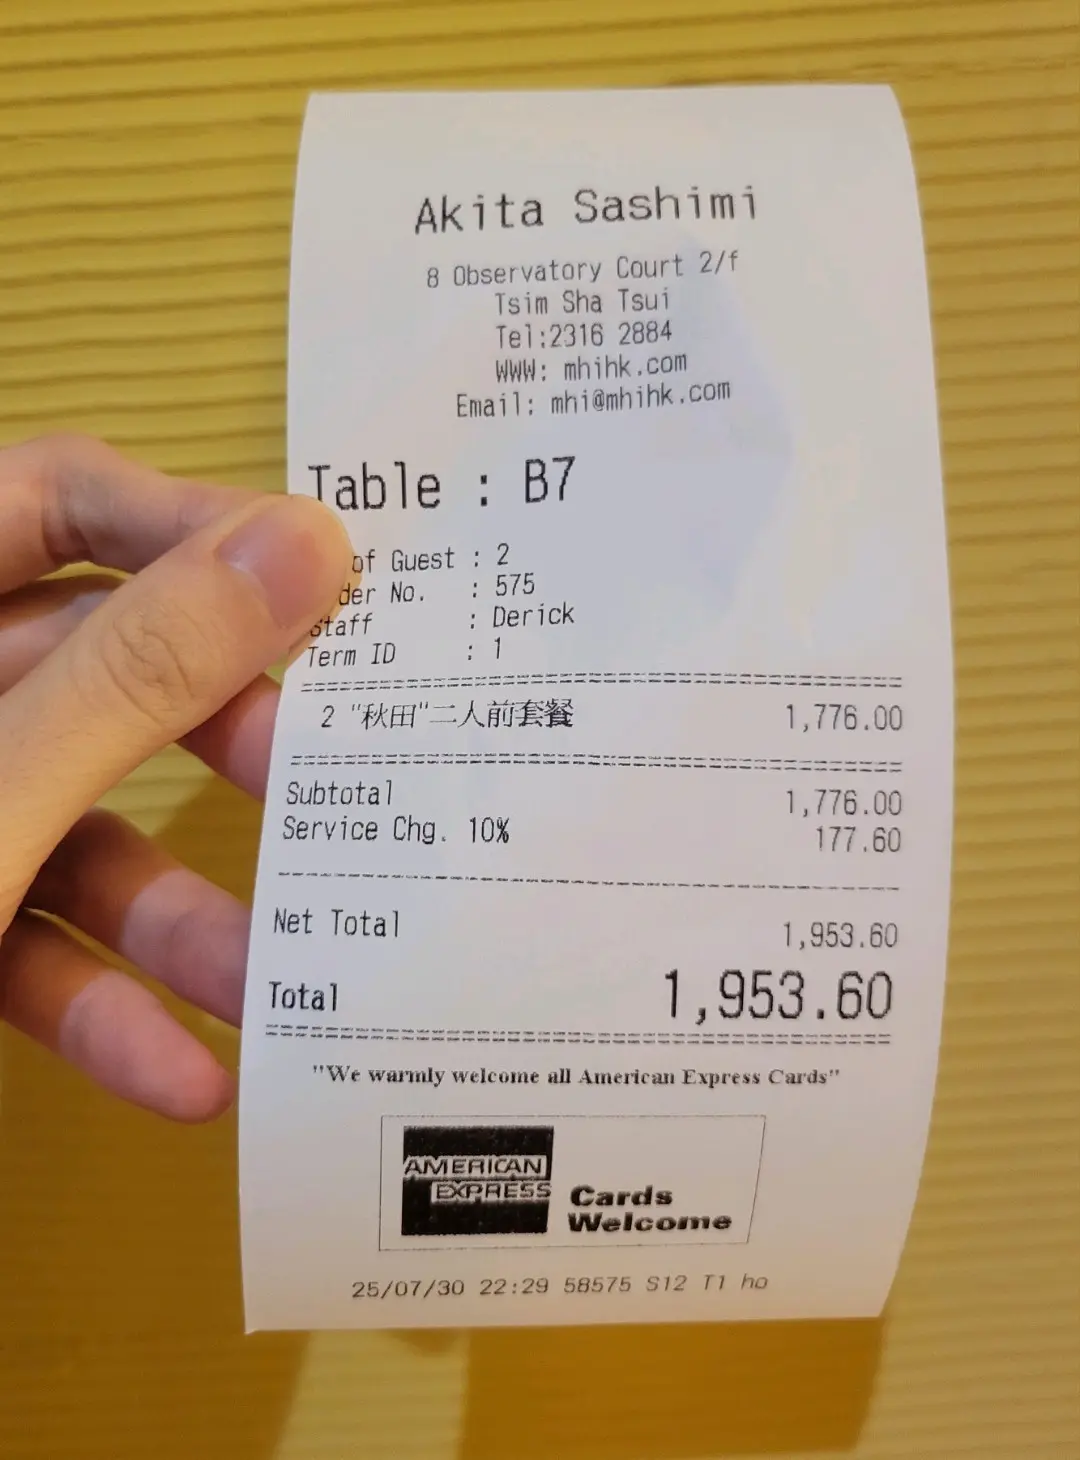 Akita Sashimi
8 Observatory Court 2/f
Tsim Sha Tsui
Tel:2316 2884
WWW: mhihk.com
Email: mhi@mhihk.com
Table : B7
of Guest : 2
der No. : 575
Staff : Derick
Term ID : 1
2 "秋田"二人前套餐 1,776.00
Subtotal 1,776.00
Service Chg. 10% 177.60
Net Total 1,953.60
Total 1,953.60
"We warmly welcome all American Express Cards"
AMERICAN
EXPRESS
Cards
Welcome
25/07/30 22:29 58575 S12 T1 ho